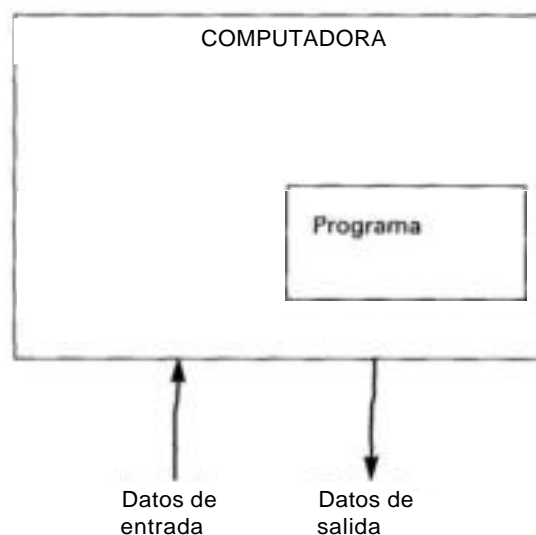 COMPUTADORA
Programa
Datos de
entrada
Datos de
salida